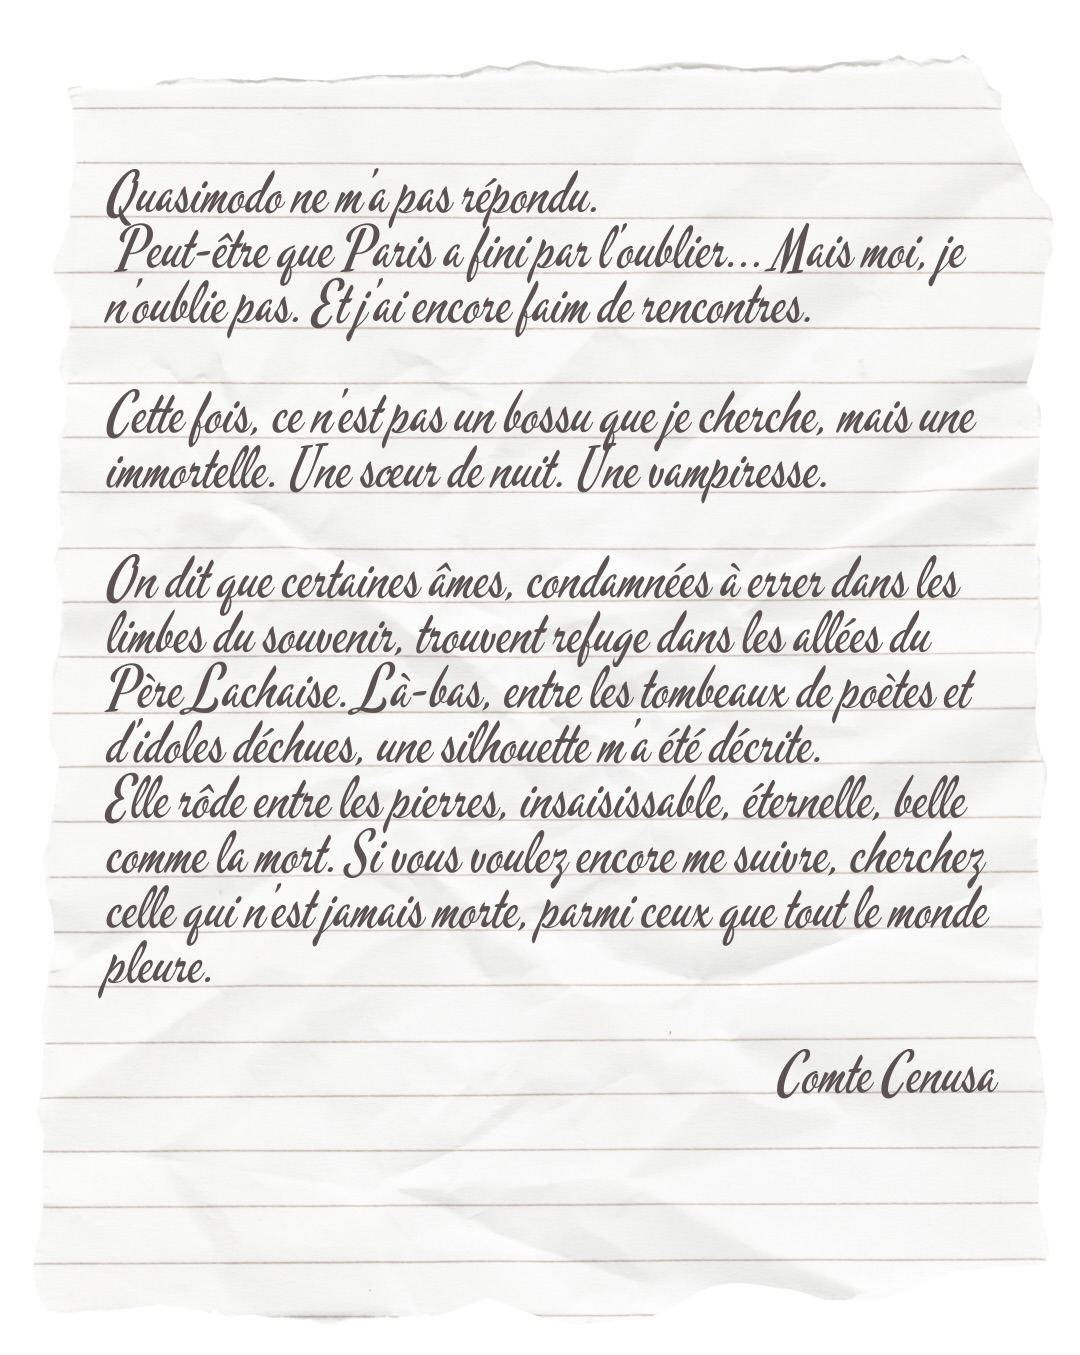 Quasimodo ne m'a pas répondu.
Peut-être que Paris a fini par l'oublier... Mais moi, je
n'oublie pas. Et j'ai encore faim de rencontres.
Cette fois, ce n'est pas un bossu que je cherche, mais une
immortelle. Une sœur de nuit. Une vampiresse.
On dit que certaines âmes, condamnées à errer dans les
limbes du souvenir, trouvent refuge dans les allées du
Père Lachaise. Là-bas, entre les tombeaux de poètes et
d'idoles déchues, une silhouette m'a été décrite.
Elle rôde entre les pierres, insaisissable, éternelle, belle
comme la mort. Si vous voulez encore me suivre, cherchez
celle qui n'est jamais morte, parmi ceux que tout le monde
pleure.
Comte Cenusa